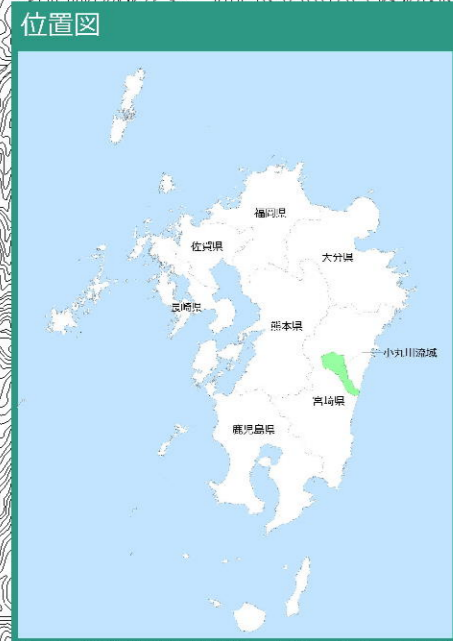 位置図
福岡県
佐賀県
大分県
長崎県
熊本県
小丸川流域
宮崎県
鹿児島県